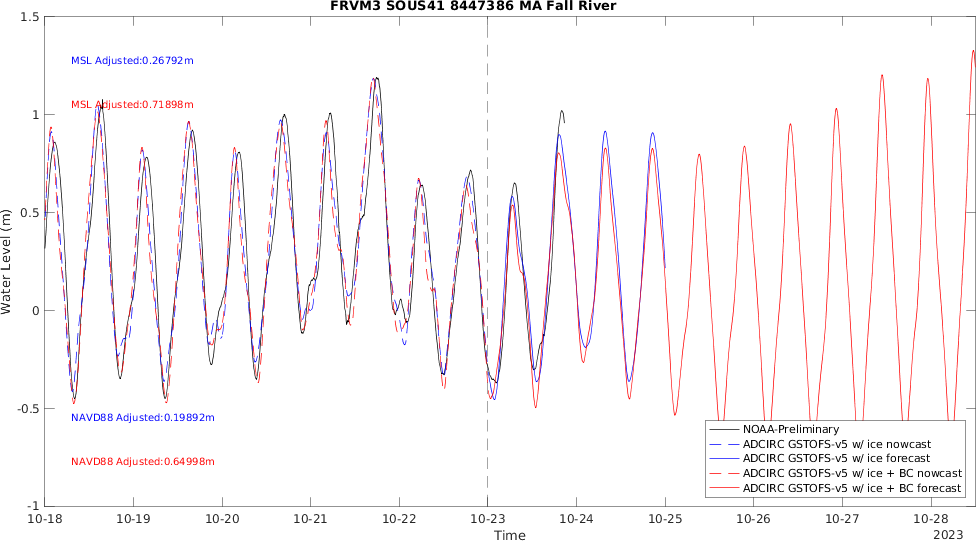 FRVM3 SOUS41 8447386 MA Fall River
1.5
1
0.5
0
-0.5
-1
Water Level (m)
MSL Adjusted:0.26792m
MSL Adjusted:0.71898m
NAVD88 Adjusted:0.19892m
NAVD88 Adjusted:0.64998m
NOAA-Preliminary
ADCIRC GSTOFS-v5 w/ ice nowcast
ADCIRC GSTOFS-v5 w/ ice forecast
ADCIRC GSTOFS-v5 w/ ice + BC nowcast
ADCIRC GSTOFS-v5 w/ ice + BC forecast
10-18 10-19 10-20 10-21 10-22 10-23 10-24 10-25 10-26 10-27 10-28
Time
2023